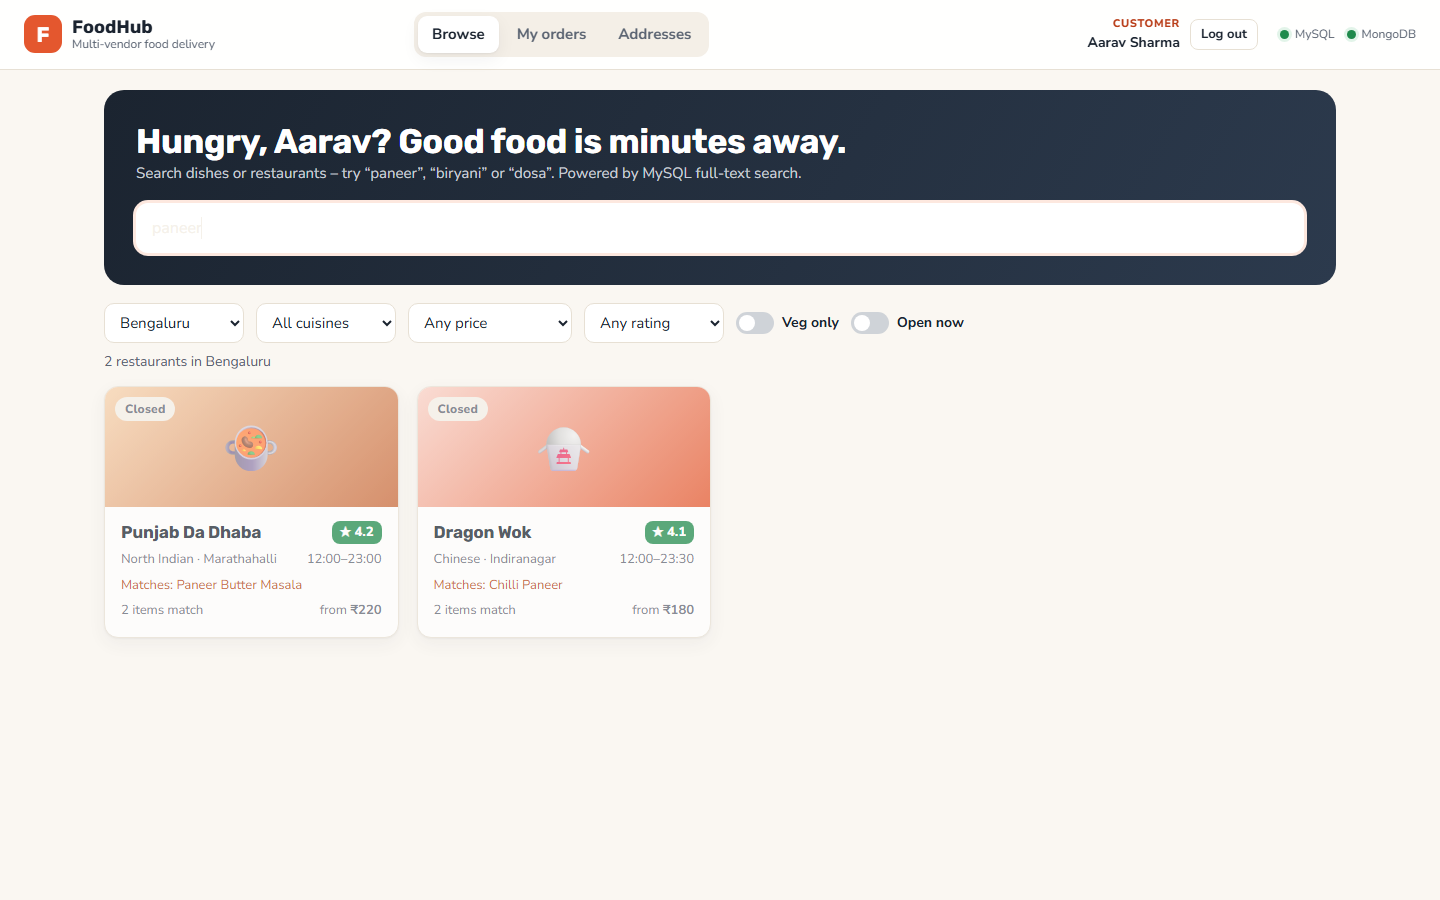 F
FoodHub
Multi-vendor food delivery
Browse
My orders
Addresses
CUSTOMER
Aarav Sharma
Log out
MySQL
MongoDB
Hungry, Aarav? Good food is minutes away.
Search dishes or restaurants – try “paneer”, “biryani” or “dosa”. Powered by MySQL full-text search.
paneer
Bengaluru
All cuisines
Any price
Any rating
Veg only
Open now
2 restaurants in Bengaluru
Closed
Punjab Da Dhaba
★ 4.2
North Indian · Marathahalli
12:00–23:00
Matches: Paneer Butter Masala
2 items match
from ₹220
Closed
Dragon Wok
★ 4.1
Chinese · Indiranagar
12:00–23:30
Matches: Chilli Paneer
2 items match
from ₹180